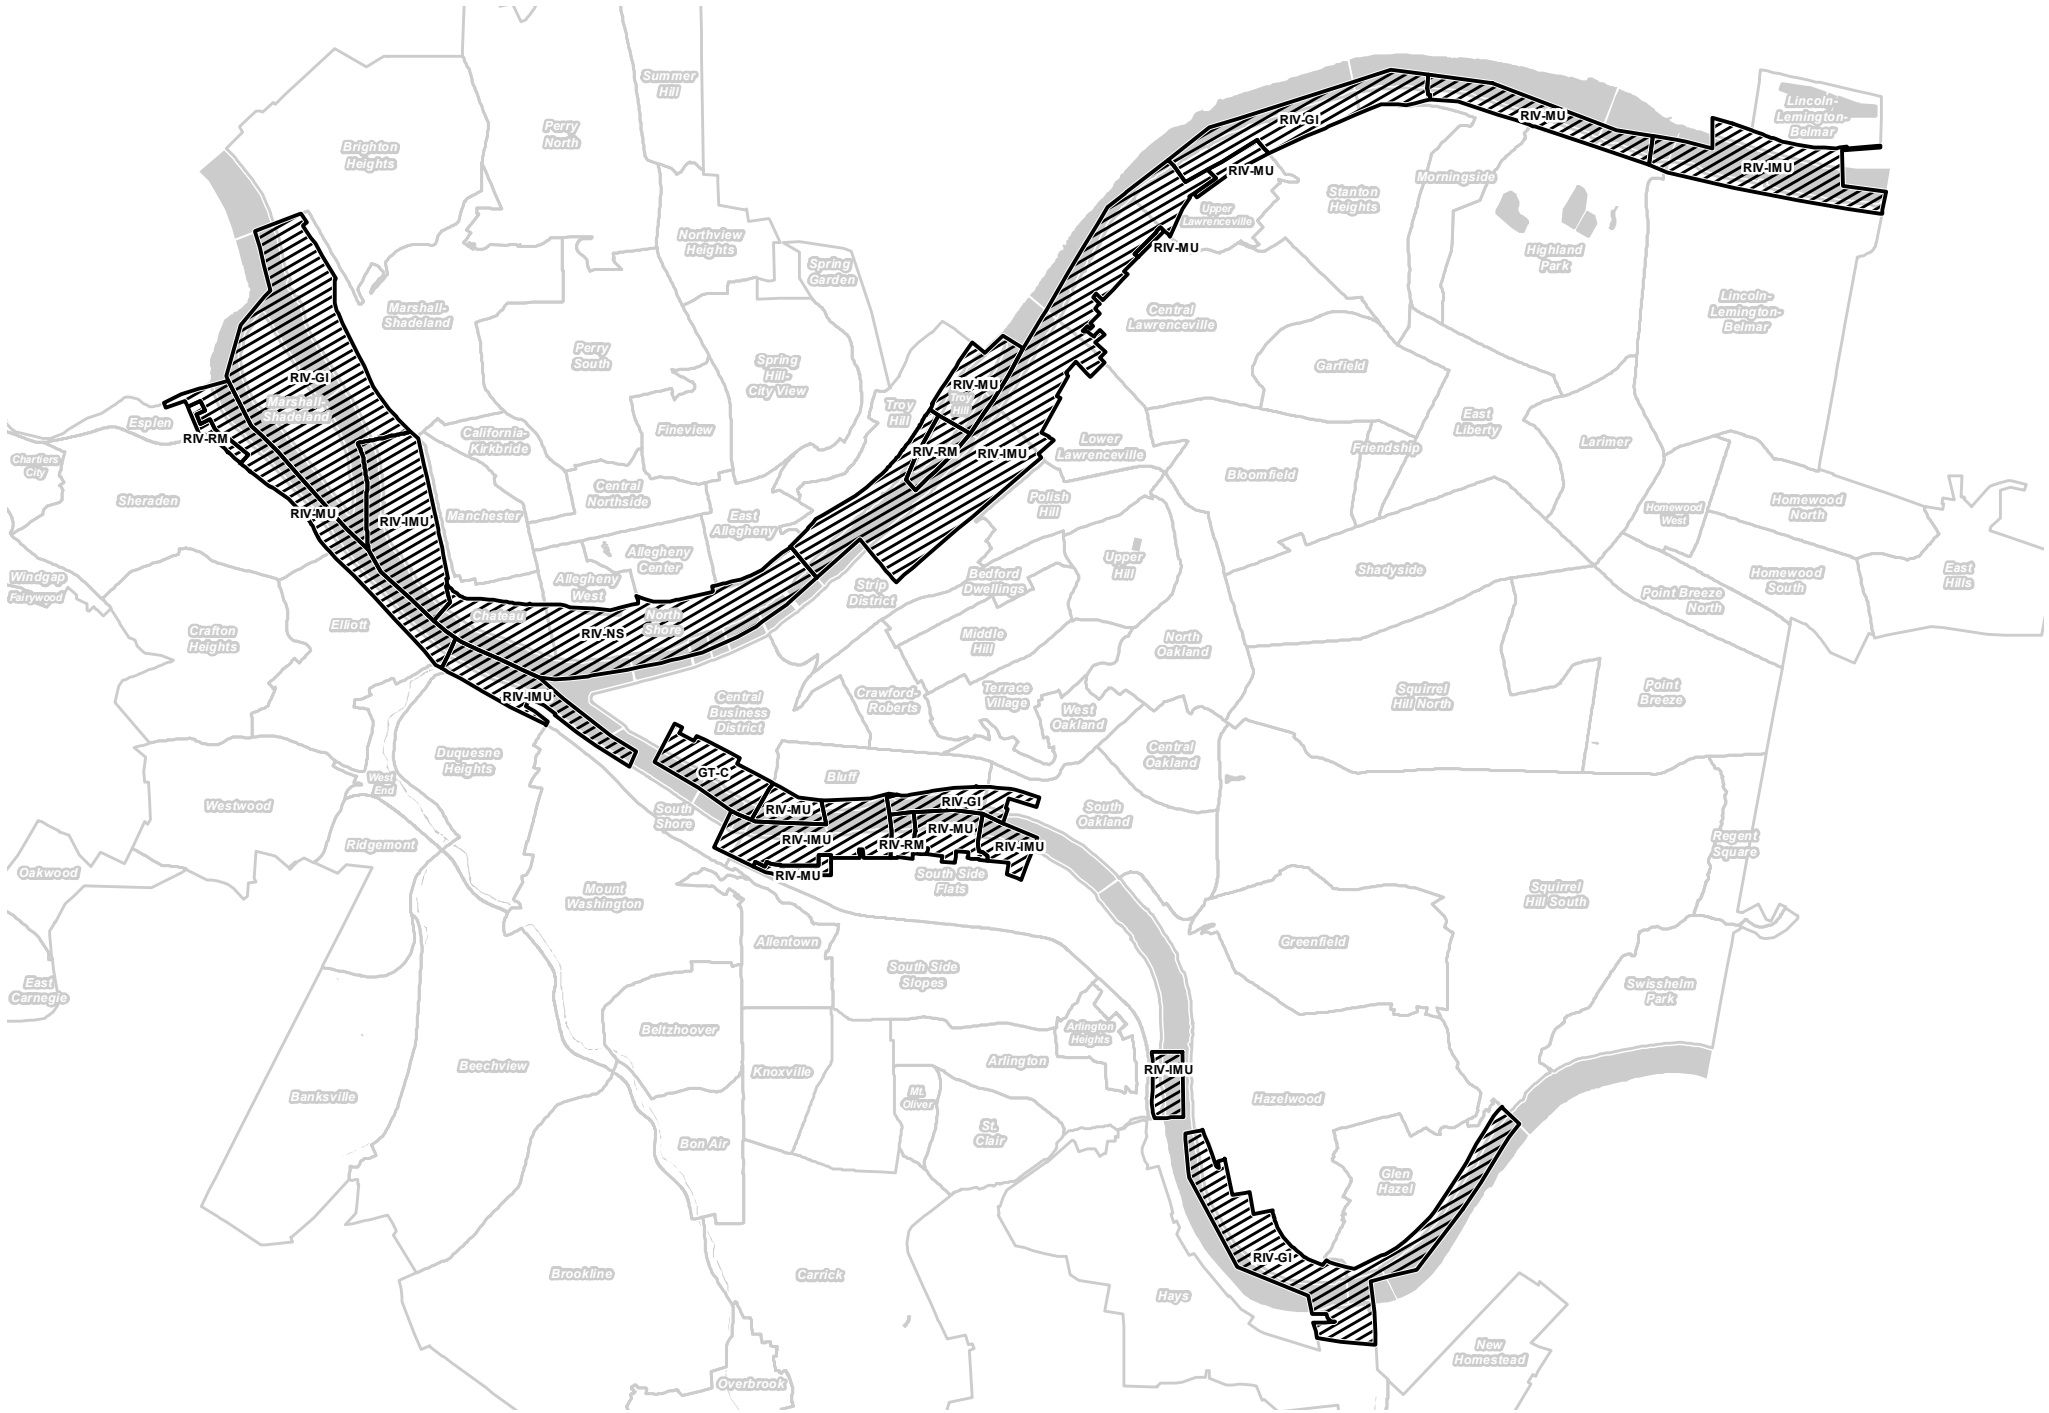 Summer
Hill
Lincoln-
Lemington-
Belmar
RIV-GI
RIV-MU
Perry
North
Brighton
Heights
RIV-IMU
RIV-MU
Morningside
Stanton
Heights
Upper
Lawrenceville
Northview
Heights
RIV-MU
Highland
Park
Spring
Garden
Marshall-
Shadeland
Central
Lawrenceville
Lincoln-
Lemington-
Belmar
Perry
South
Spring
Hill-
City View
Garfield
RIV-GI
RIV-MU
Troy
Hill
Marshall-
Shadeland
Troy
Hill
Esplen
RIV-RM
California-
Kirkbride
Fineview
East
Liberty
Larimer
Lower
Lawrenceville
Friendship
RIV-RM
RIV-IMU
Chartiers
City
Bloomfield
Sheraden
Central
Northside
Polish
Hill
Homewood
North
Homewood
West
RIV-MU
RIV-IMU
Manchester
East
Allegheny
Allegheny
Center
Upper
Hill
Shadyside
East
Hills
Windgap
Fairywood
Allegheny
West
Strip
District
Bedford
Dwellings
Homewood
South
Point Breeze
North
Chateau
North
Shore
RIV-NS
Crafton
Heights
Elliott
Middle
Hill
North
Oakland
RIV-IMU
Central
Business
District
Crawford-
Roberts
Terrace
Village
West
Oakland
Squirrel
Hill North
Point
Breeze
Duquesne
Heights
Central
Oakland
West
End
GT-C
Bluff
Westwood
South
Shore
RIV-MU
RIV-GI
South
Oakland
Ridgemont
RIV-IMU
RIV-RM
RIV-MU
RIV-IMU
Regent
Square
Oakwood
RIV-MU
South Side
Flats
Mount
Washington
Squirrel
Hill South
Allentown
Greenfield
East
Carnegie
South Side
Slopes
Swisshelm
Park
Beltzhoover
Arlington
Heights
Arlington
Beechview
Knoxville
RIV-IMU
Banksville
Mt.
Oliver
Hazelwood
St.
Clair
Bon Air
Glen
Hazel
Brookline
Carrick
RIV-GI
Hays
New
Homestead
Overbrook